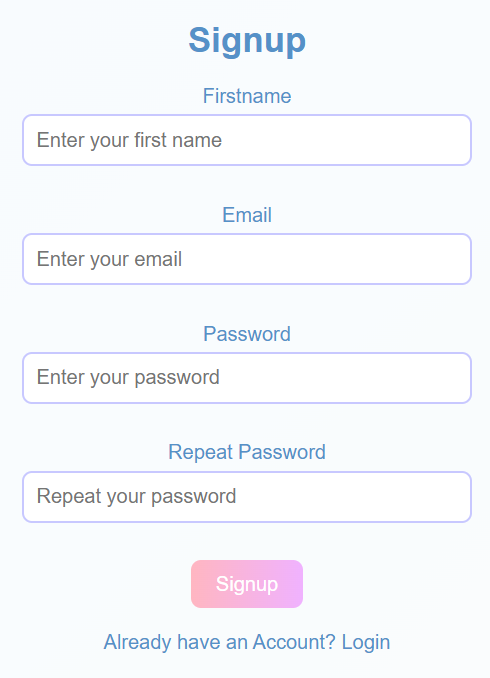 Signup
Firstname
Enter your first name
Email
Enter your email
Password
Enter your password
Repeat Password
Repeat your password
Signup
Already have an Account? Login